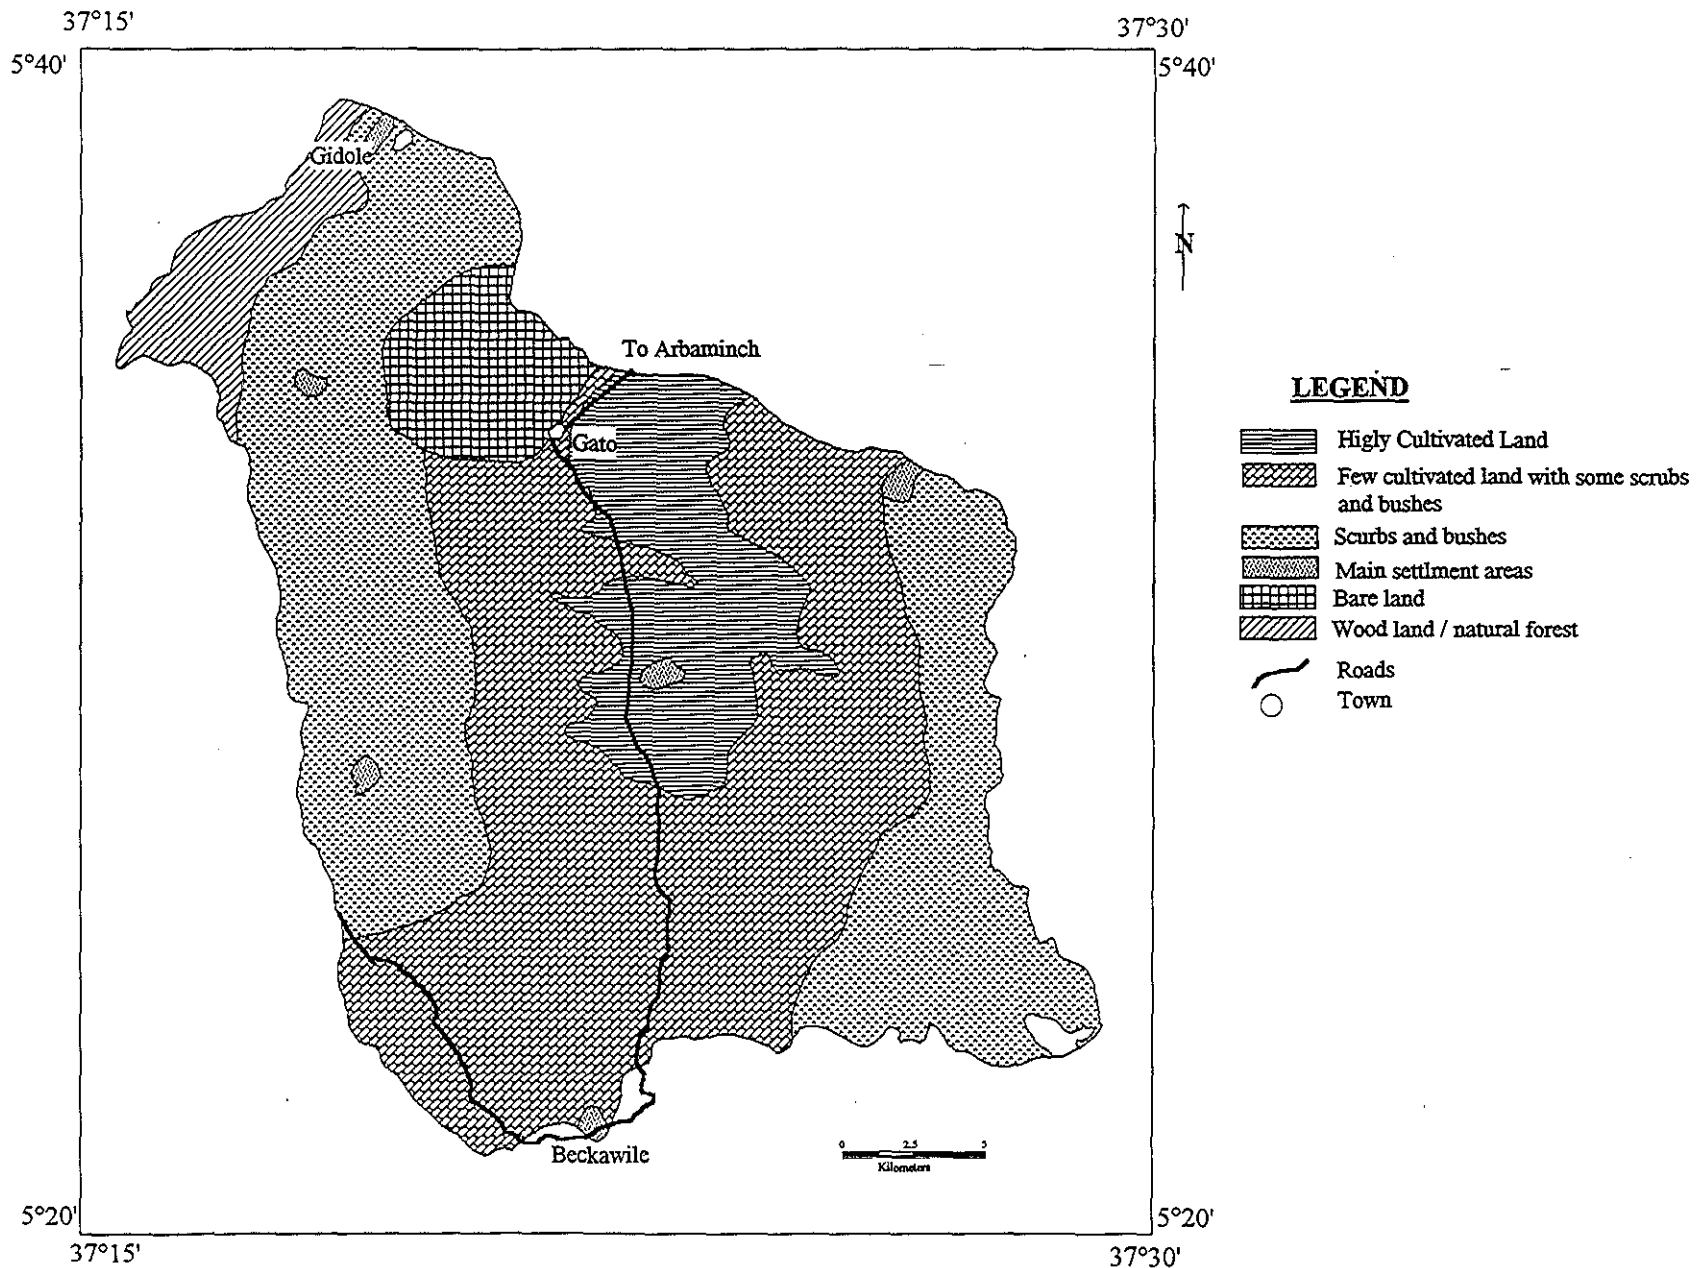 37°15'
37°30'
5°40'
5°40'
Gidole
N
To Arbaminch
Gato
LEGEND
Higly Cultivated Land
Few cultivated land with some scrubs
and bushes
Scurbs and bushes
Main settlment areas
Bare land
Wood land / natural forest
Roads
Town
Beckawile
0 2.5 5
Kilometers
5°20'
5°20'
37°15'
37°30'